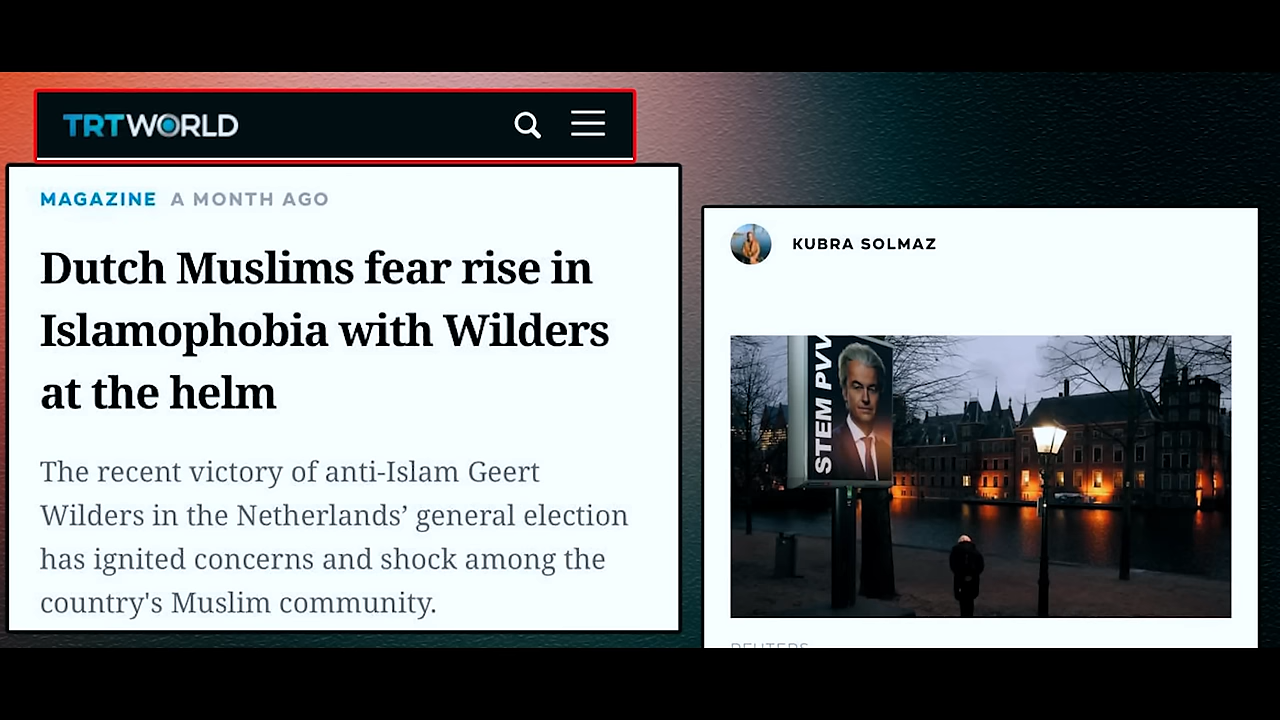 TRTWORLD
MAGAZINE A MONTH AGO
Dutch Muslims fear rise in
Islamophobia with Wilders
at the helm
The recent victory of anti-Islam Geert
Wilders in the Netherlands’ general election
has ignited concerns and shock among the
country's Muslim community.
KUBRA SOLMAZ
STEM PVV
REUTERS